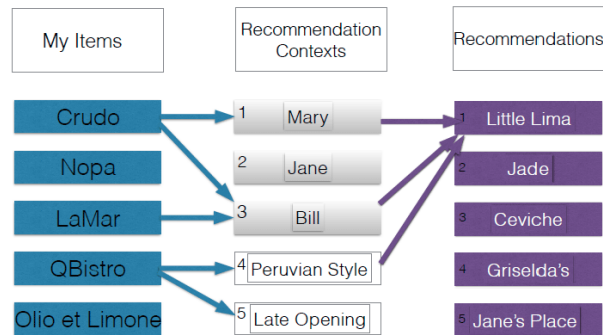 My Items
Recommendation
Contexts
Recommendations
Crudo
1 Mary
1 Little Lima
Nopa
2 Jane
2 Jade
LaMar
3 Bill
3 Ceviche
QBistro
4 Peruvian Style
4 Griselda's
Olio et Limone
5 Late Opening
5 Jane's Place